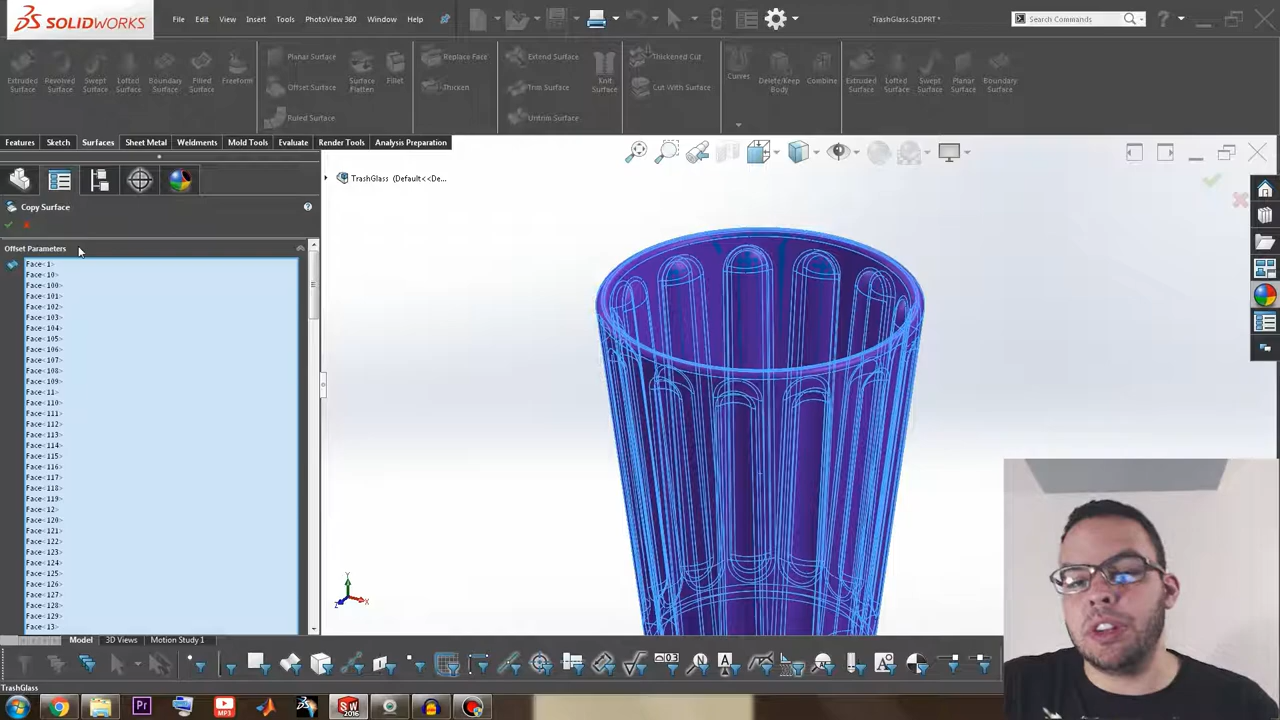 SOLIDWORKS
File Edit View Insert Tools PhotoView 360 Window Help
TrashGlass.SLDPRT *
Search Commands
Extruded Surface
Revolved Surface
Swept Surface
Lofted Surface
Boundary Surface
Filled Surface
Freeform
Planar Surface
Offset Surface
Ruled Surface
Surface Flatten
Fillet
Replace Face
Thicken
Extend Surface
Trim Surface
Untrim Surface
Knit Surface
Thickened Cut
Cut With Surface
Curves
Delete/Keep Body
Combine
Extruded Surface
Lofted Surface
Swept Surface
Planar Surface
Boundary Surface
Features Sketch Surfaces Sheet Metal Weldments Mold Tools Evaluate Render Tools Analysis Preparation
TrashGlass (Default<<De...
Copy Surface
Offset Parameters
Face<1>
Face<10>
Face<100>
Face<101>
Face<102>
Face<103>
Face<104>
Face<105>
Face<106>
Face<107>
Face<108>
Face<109>
Face<11>
Face<110>
Face<111>
Face<112>
Face<113>
Face<114>
Face<115>
Face<116>
Face<117>
Face<118>
Face<119>
Face<12>
Face<120>
Face<121>
Face<122>
Face<123>
Face<124>
Face<125>
Face<126>
Face<127>
Face<128>
Face<129>
Face<13>
Y
Z X
Model 3D Views Motion Study 1
TrashGlass
Pr
MP3
SW
2016